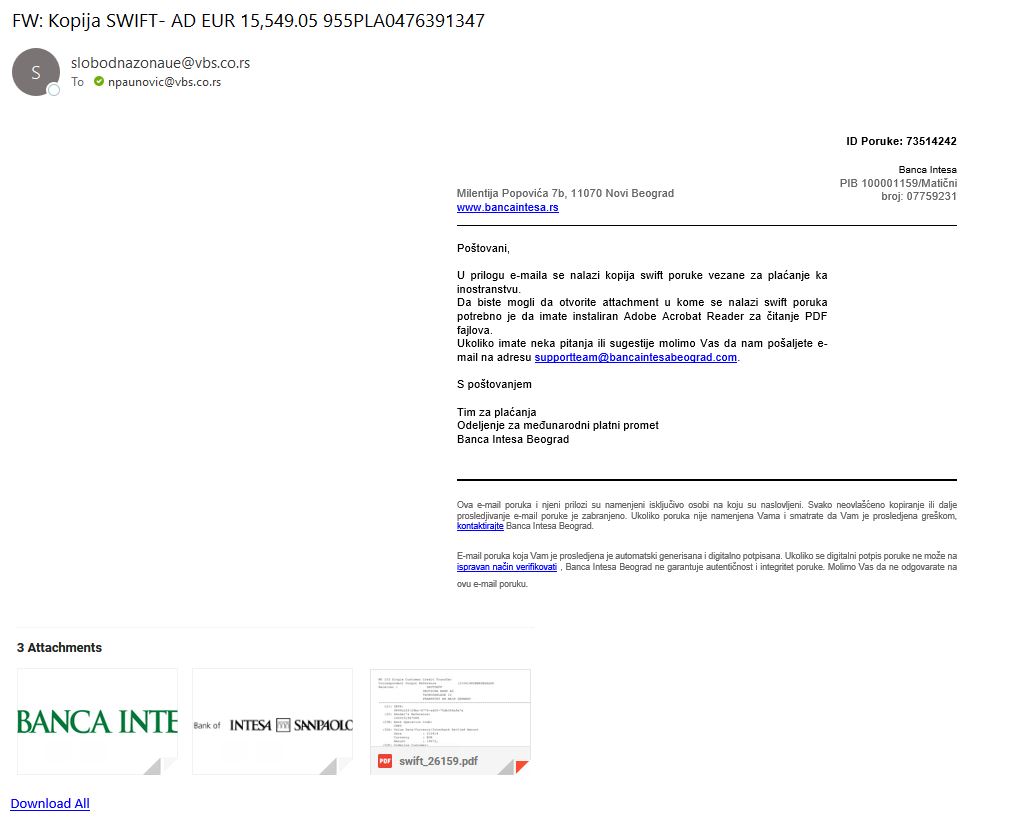 FW: Kopija SWIFT- AD EUR 15,549.05 955PLA0476391347
S
slobodnazonaue@vbs.co.rs
To npaunovic@vbs.co.rs
ID Poruke: 73514242
Banca Intesa
PIB 100001159/Matični
broj: 07759231
Milentija Popovića 7b, 11070 Novi Beograd
www.bancaintesa.rs
Poštovani,
U prilogu e-maila se nalazi kopija swift poruke vezane za plaćanje ka
inostranstvu.
Da biste mogli da otvorite attachment u kome se nalazi swift poruka
potrebno je da imate instaliran Adobe Acrobat Reader za čitanje PDF
fajlova.
Ukoliko imate neka pitanja ili sugestije molimo Vas da nam pošaljete e-
mail na adresu supportteam@bancaintesabeograd.com.
S poštovanjem
Tim za plaćanja
Odeljenje za međunarodni platni promet
Banca Intesa Beograd
Ova e-mail poruka i njeni prilozi su namenjeni isključivo osobi na koju su naslovljeni. Svako neovlašćeno kopiranje ili dalje
prosledjivanje e-mail poruke je zabranjeno. Ukoliko poruka nije namenjena Vama i smatrate da Vam je prosledjena greškom,
kontaktirajte Banca Intesa Beograd.
E-mail poruka koja Vam je prosledjena je automatski generisana i digitalno potpisana. Ukoliko se digitalni potpis poruke ne može na
ispravan način verifikovati , Banca Intesa Beograd ne garantuje autentičnost i integritet poruke. Molimo Vas da ne odgovarate na
ovu e-mail poruku.
3 Attachments
BANCA INTE
Bank of INTESA SANPAOLO
PDF swift_26159.pdf
Download All